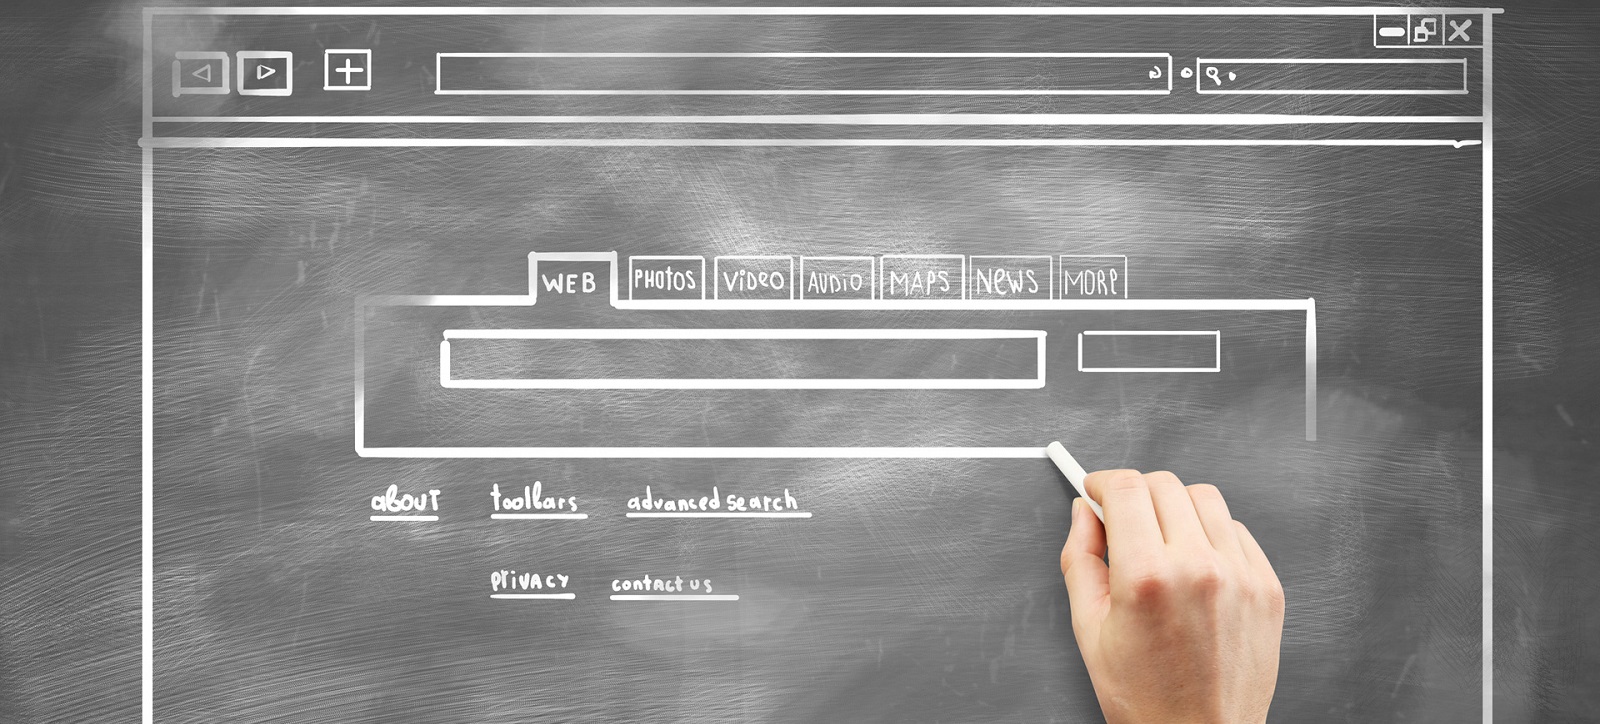 WEB PHOTOS VIDEO AUDIO MAPS NEWS MORE
about toolbars advanced search
privacy contact us